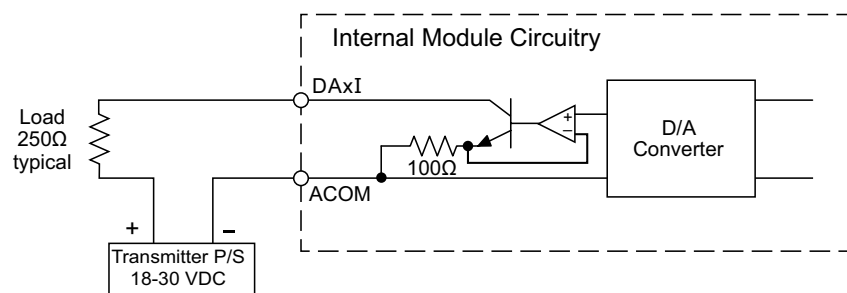 Internal Module Circuitry
DAxI
Load
250Ω
typical
+
–
D/A
Converter
100Ω
ACOM
+
–
Transmitter P/S
18-30 VDC